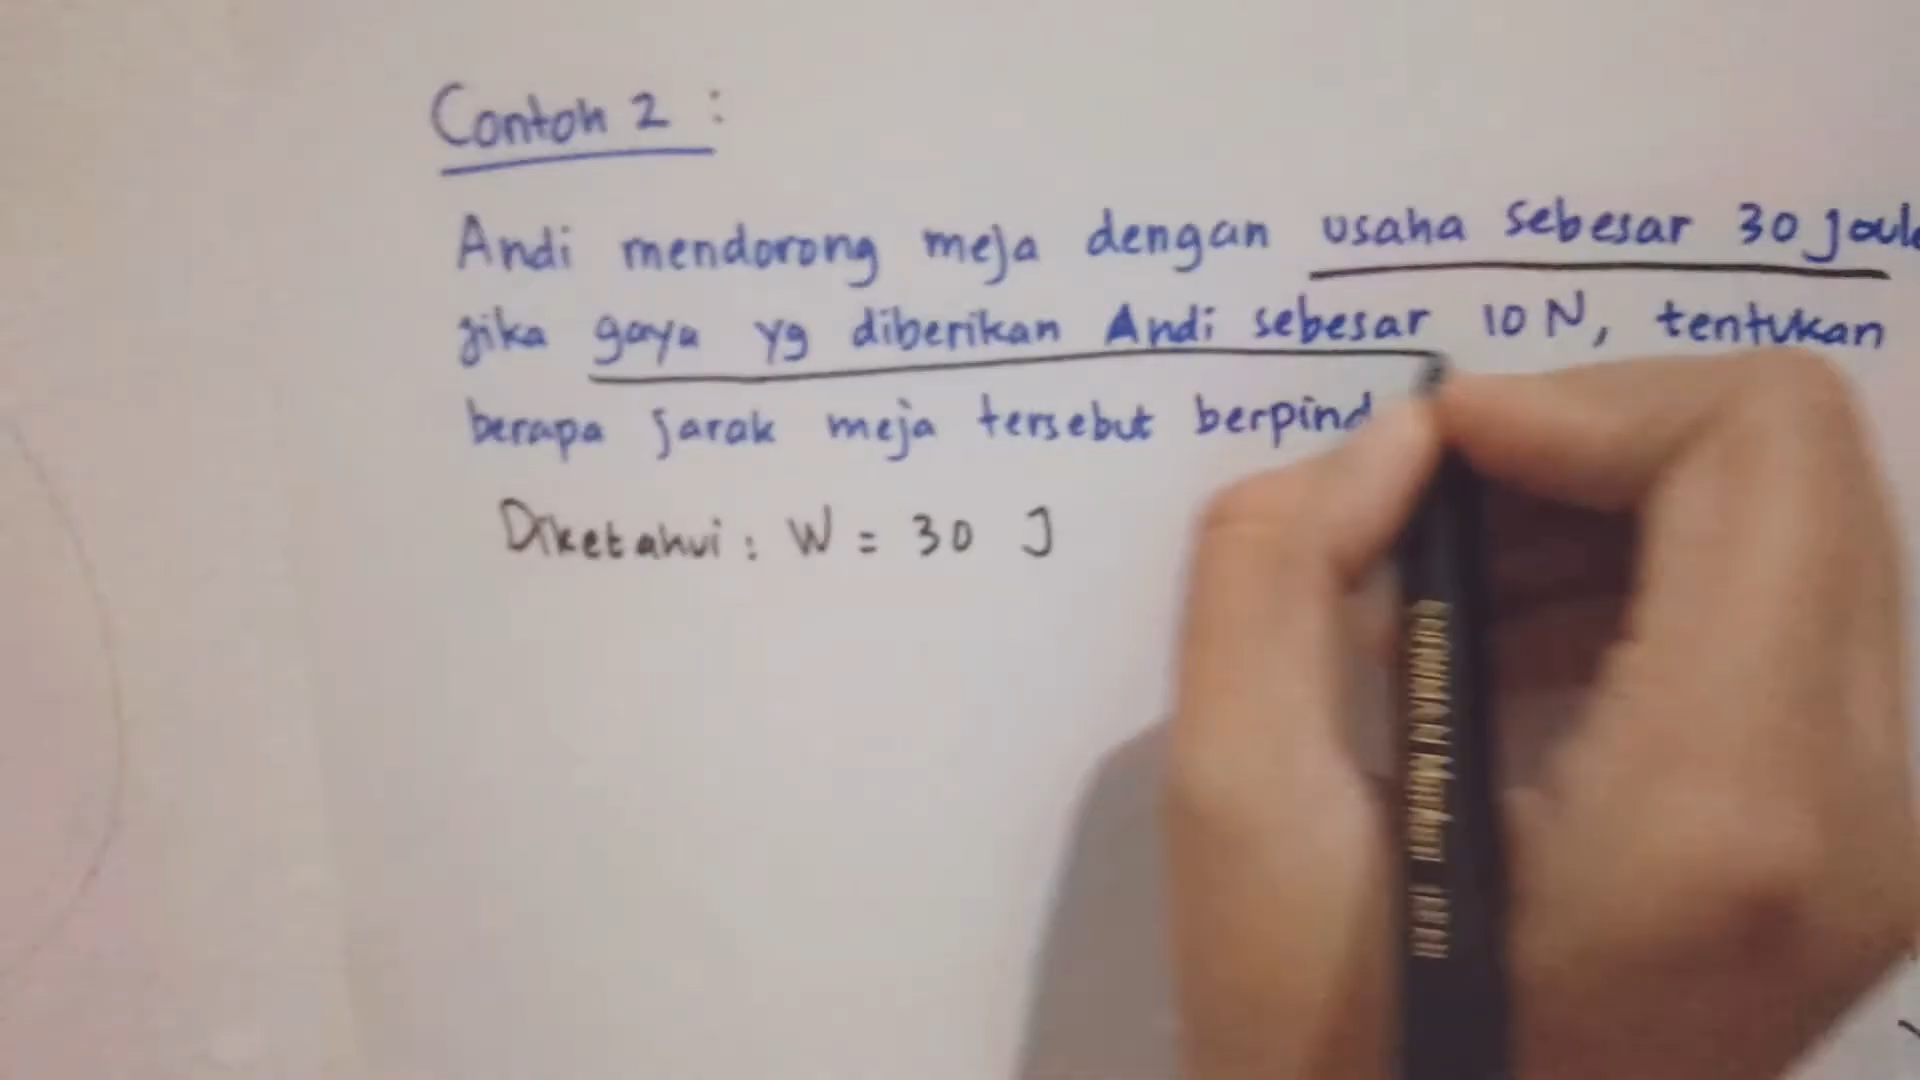 Contoh 2 :
Andi mendorong meja dengan usaha sebesar 30 joule
jika gaya yg diberikan Andi sebesar 10 N, tentukan
berapa jarak meja tersebut berpind
Diketahui : W = 30 J